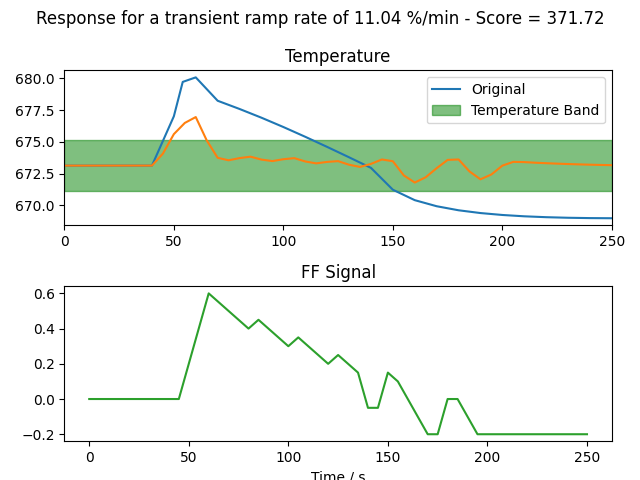 Response for a transient ramp rate of 11.04 %/min - Score = 371.72
Temperature
680.0
677.5
675.0
672.5
670.0
Original
Temperature Band
0 50 100 150 200 250
FF Signal
0.6
0.4
0.2
0.0
−0.2
0 50 100 150 200 250
Time / s